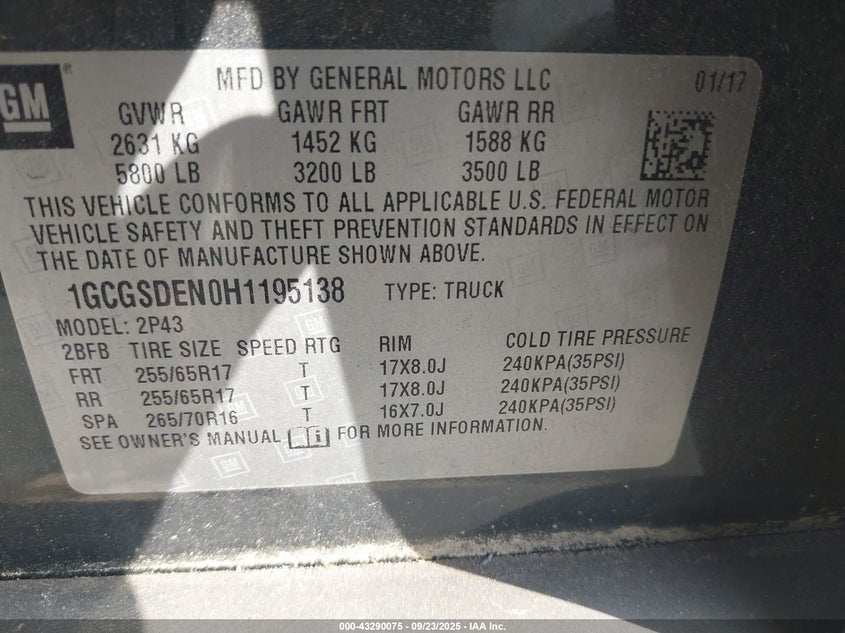 GM
MFD BY GENERAL MOTORS LLC 01/17
GVWR GAWR FRT GAWR RR
2631 KG 1452 KG 1588 KG
5800 LB 3200 LB 3500 LB
THIS VEHICLE CONFORMS TO ALL APPLICABLE U.S. FEDERAL MOTOR
VEHICLE SAFETY AND THEFT PREVENTION STANDARDS IN EFFECT ON
THE DATE OF MANUFACTURE SHOWN ABOVE.
1GCGSDEN0H1195138 TYPE: TRUCK
MODEL: 2P43
2BFB TIRE SIZE SPEED RTG RIM COLD TIRE PRESSURE
FRT 255/65R17 T 17X8.0J 240KPA(35PSI)
RR 255/65R17 T 17X8.0J 240KPA(35PSI)
SPA 265/70R16 T 16X7.0J 240KPA(35PSI)
SEE OWNER'S MANUAL FOR MORE INFORMATION.
000-43290075 - 09/23/2025 - IAA Inc.